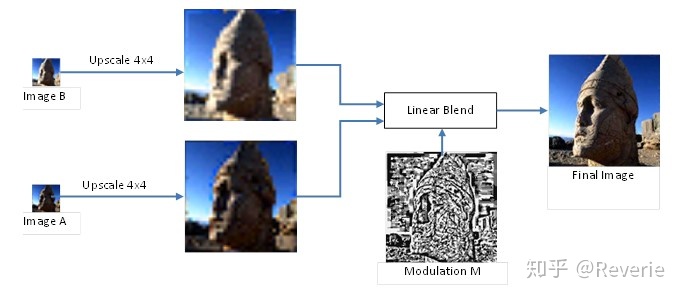 Upscale 4x4
Image B
Linear Blend
Upscale 4x4
Image A
Final Image
Modulation M
知乎 @Reverie